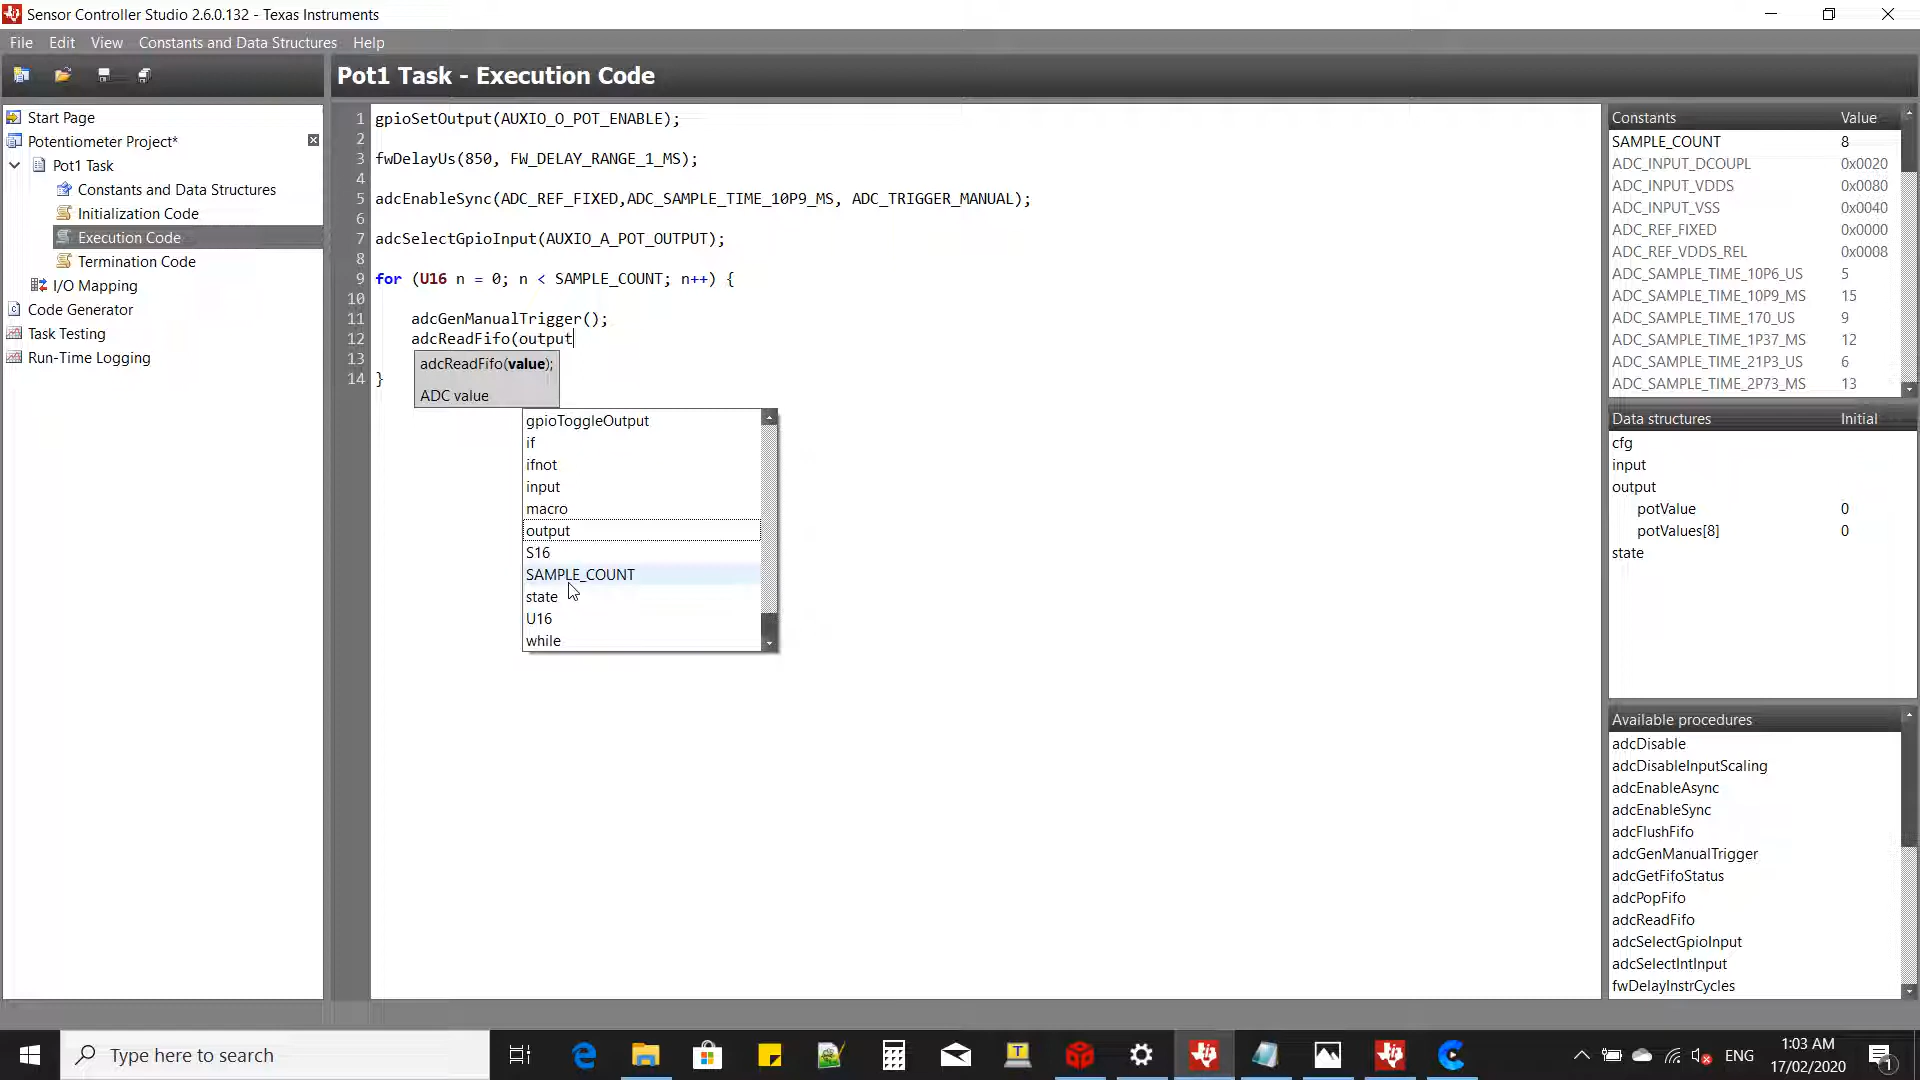 Sensor Controller Studio 2.6.0.132 - Texas Instruments
File Edit View Constants and Data Structures Help
Pot1 Task - Execution Code
Start Page
Potentiometer Project*
Pot1 Task
Constants and Data Structures
Initialization Code
Execution Code
Termination Code
I/O Mapping
Code Generator
Task Testing
Run-Time Logging
1 gpioSetOutput(AUXIO_O_POT_ENABLE);
2
3 fwDelayUs(850, FW_DELAY_RANGE_1_MS);
4
5 adcEnableSync(ADC_REF_FIXED,ADC_SAMPLE_TIME_10P9_MS, ADC_TRIGGER_MANUAL);
6
7 adcSelectGpioInput(AUXIO_A_POT_OUTPUT);
8
9 for (U16 n = 0; n < SAMPLE_COUNT; n++) {
10
11 adcGenManualTrigger();
12 adcReadFifo(output
13
14 }
adcReadFifo(value);
ADC value
gpioToggleOutput
if
ifnot
input
macro
output
S16
SAMPLE_COUNT
state
U16
while
Constants Value
SAMPLE_COUNT 8
ADC_INPUT_DCOUPL 0x0020
ADC_INPUT_VDDS 0x0080
ADC_INPUT_VSS 0x0040
ADC_REF_FIXED 0x0000
ADC_REF_VDDS_REL 0x0008
ADC_SAMPLE_TIME_10P6_US 5
ADC_SAMPLE_TIME_10P9_MS 15
ADC_SAMPLE_TIME_170_US 9
ADC_SAMPLE_TIME_1P37_MS 12
ADC_SAMPLE_TIME_21P3_US 6
ADC_SAMPLE_TIME_2P73_MS 13
Data structures Initial
cfg
input
output
potValue 0
potValues[8] 0
state
Available procedures
adcDisable
adcDisableInputScaling
adcEnableAsync
adcEnableSync
adcFlushFifo
adcGenManualTrigger
adcGetFifoStatus
adcPopFifo
adcReadFifo
adcSelectGpioInput
adcSelectIntInput
fwDelayInstrCycles
Type here to search
ENG
1:03 AM
17/02/2020
1